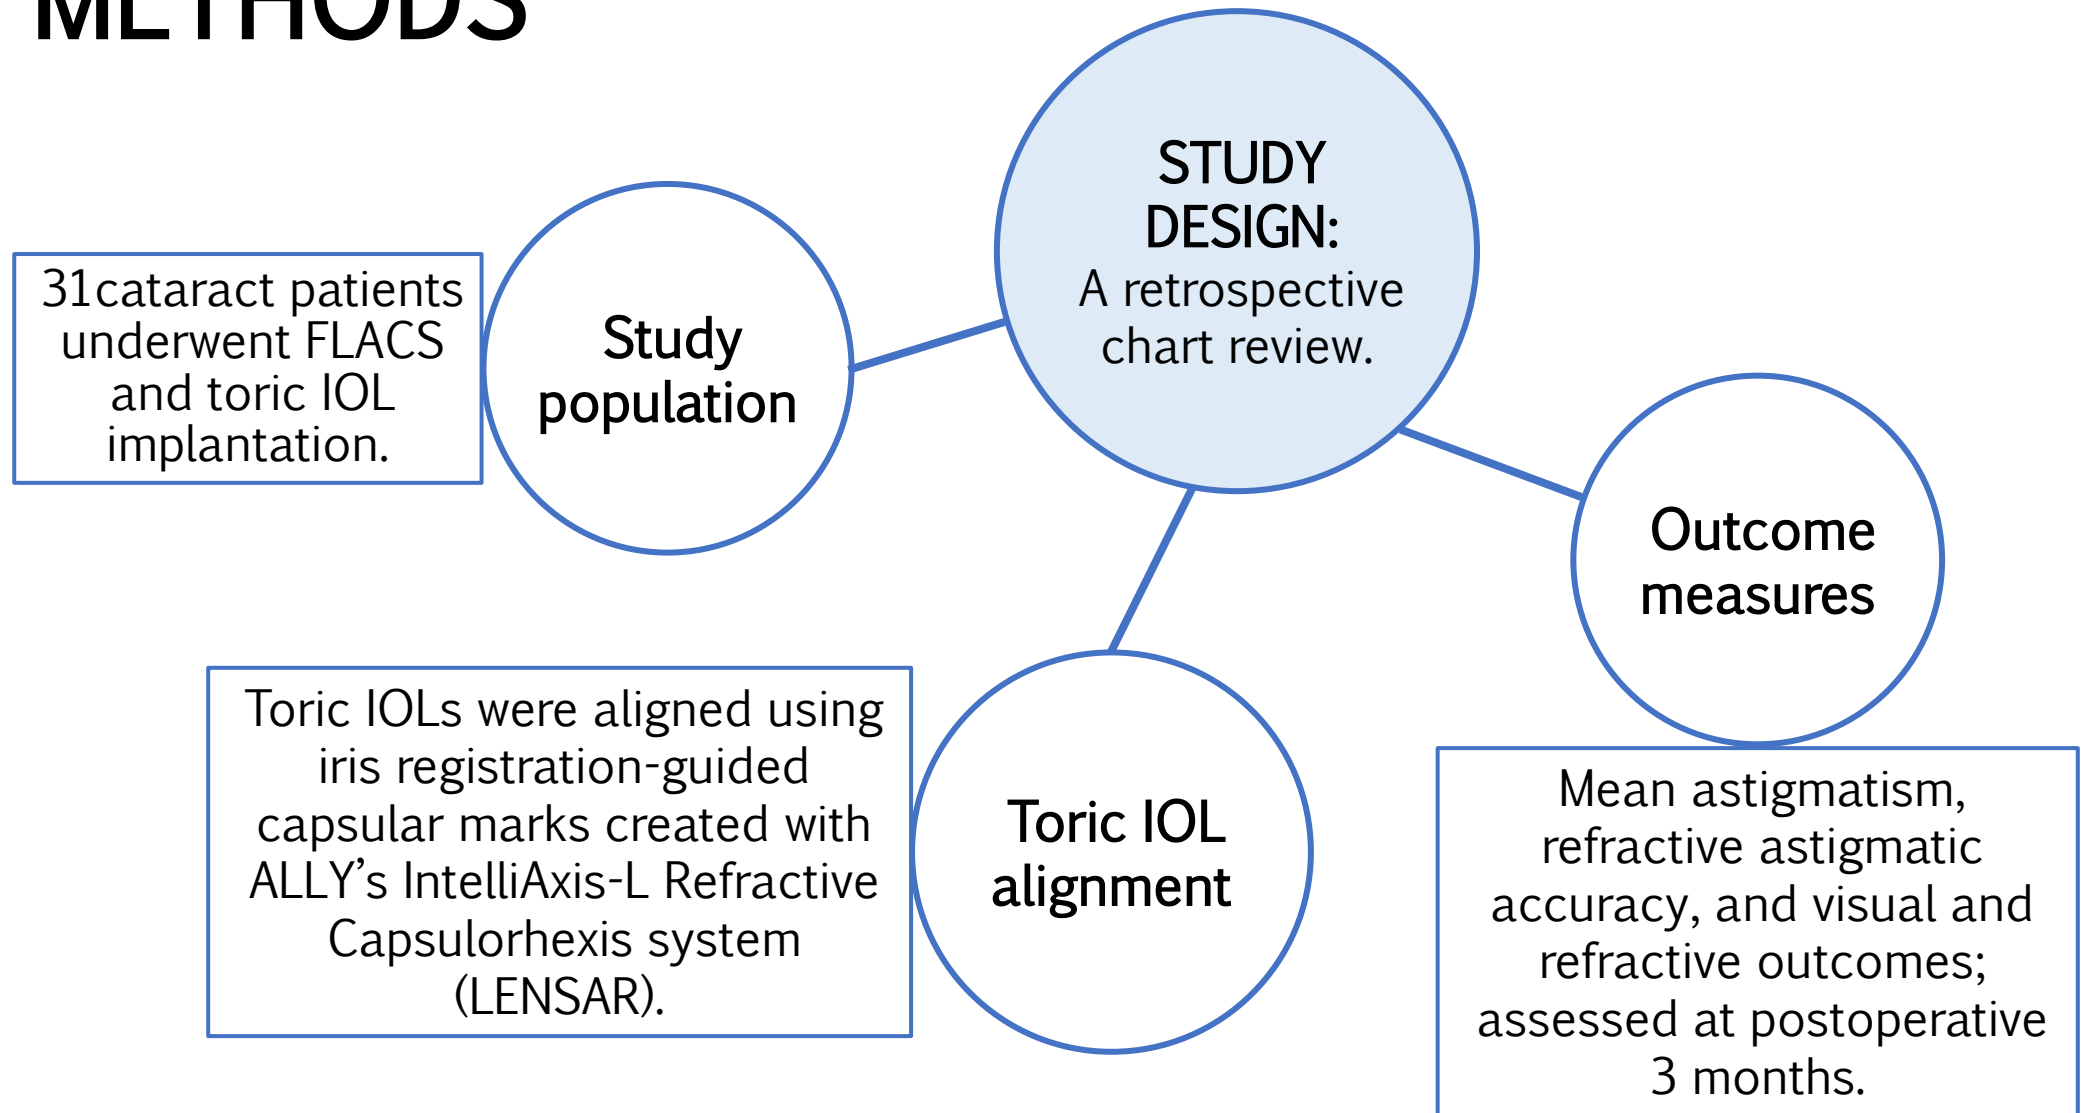 METHODS
STUDY
DESIGN:
A retrospective
chart review.
Study
population
31cataract patients
underwent FLACS
and toric IOL
implantation.
Toric IOL
alignment
Toric IOLs were aligned using
iris registration-guided
capsular marks created with
ALLY’s IntelliAxis-L Refractive
Capsulorhexis system
(LENSAR).
Outcome
measures
Mean astigmatism,
refractive astigmatic
accuracy, and visual and
refractive outcomes;
assessed at postoperative
3 months.